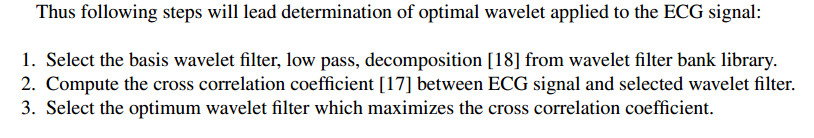 Thus following steps will lead determination of optimal wavelet applied to the ECG signal:
1. Select the basis wavelet filter, low pass, decomposition [18] from wavelet filter bank library.
2. Compute the cross correlation coefficient [17] between ECG signal and selected wavelet filter.
3. Select the optimum wavelet filter which maximizes the cross correlation coefficient.